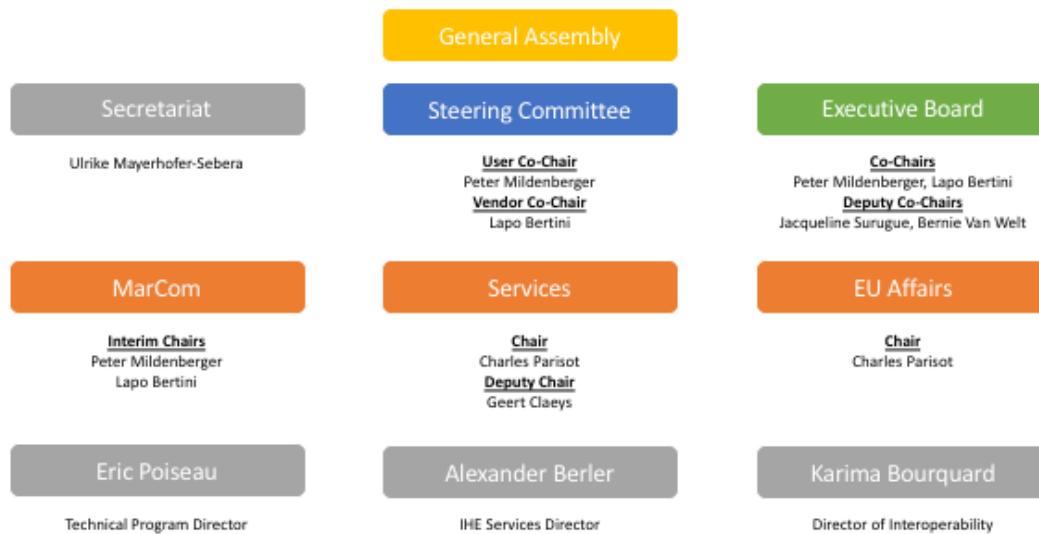 General Assembly
Secretariat
Ulrike Mayerhofer-Sebera
Steering Committee
User Co-Chair
Peter Mildenberger
Vendor Co-Chair
Lapo Bertini
Executive Board
Co-Chairs
Peter Mildenberger, Lapo Bertini
Deputy Co-Chairs
Jacqueline Surugue, Bernie Van Welt
MarCom
Interim Chairs
Peter Mildenberger
Lapo Bertini
Services
Chair
Charles Parisot
Deputy Chair
Geert Claeys
EU Affairs
Chair
Charles Parisot
Eric Poiseau
Technical Program Director
Alexander Berler
IHE Services Director
Karima Bourquard
Director of Interoperability